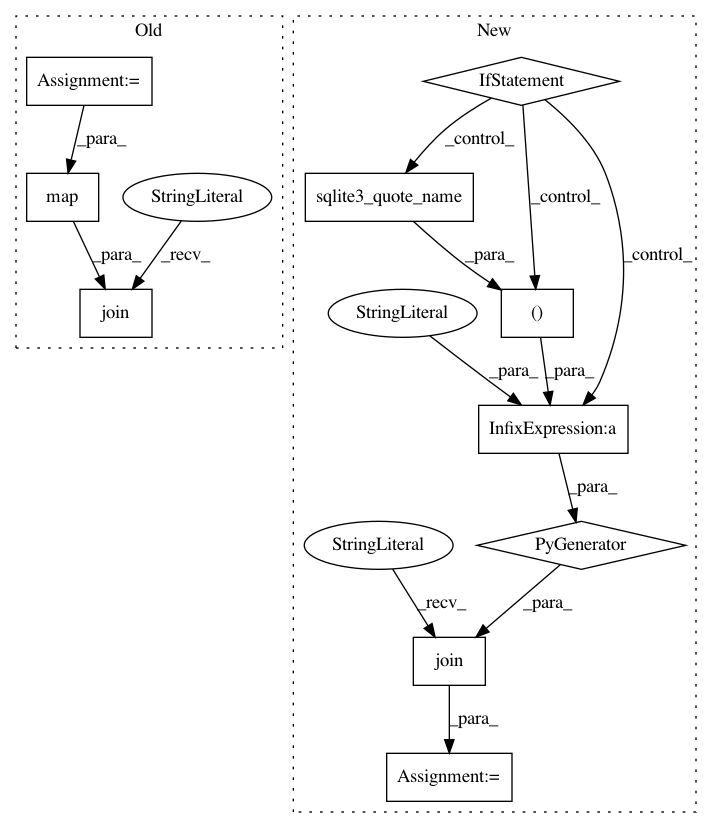 Old
New
Assignment:=
IfStatement
_para_
_control_
map
StringLiteral
sqlite3_quote_name
_control_
_para_
_recv_
_para_
_control_
join
StringLiteral
()
_para_
_para_
InfixExpression:a
_para_
StringLiteral
PyGenerator
_recv_
_para_
join
_para_
Assignment:=